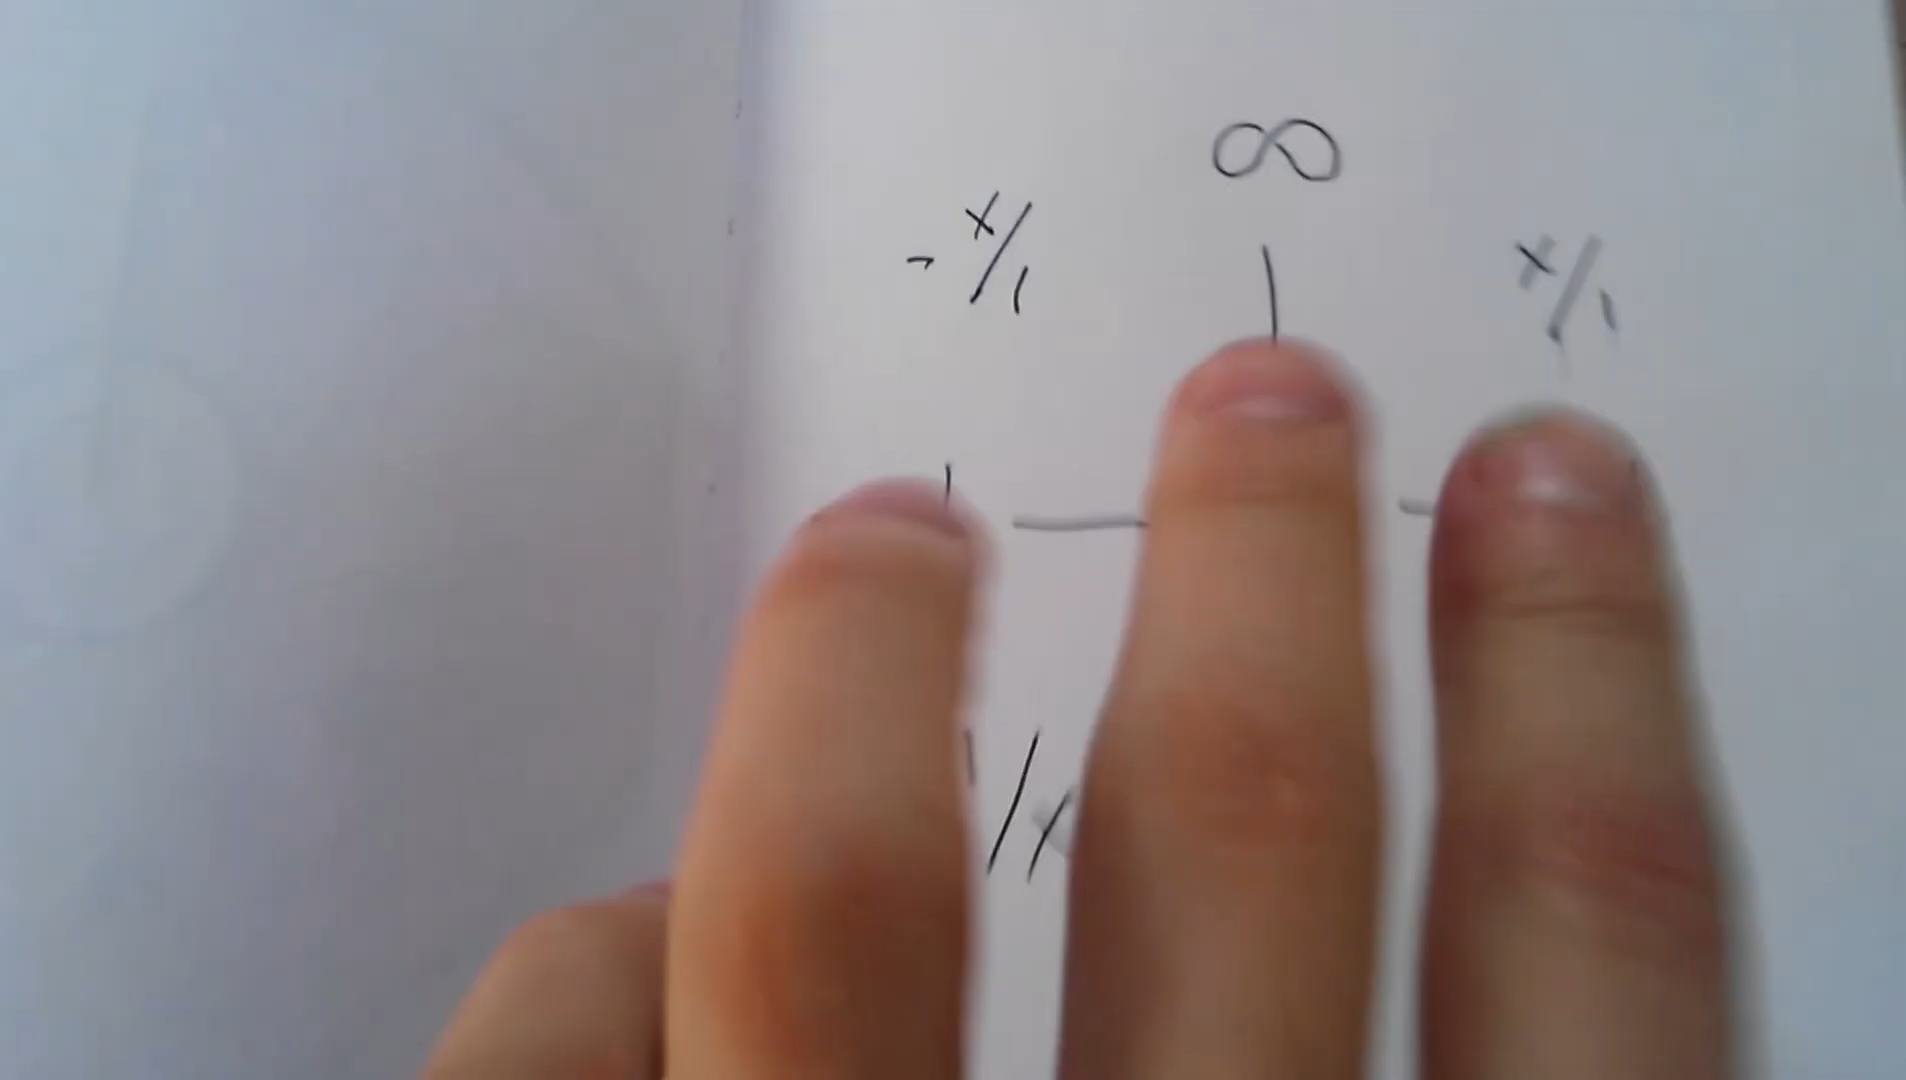 ∞
- x/1
x/1
1/x